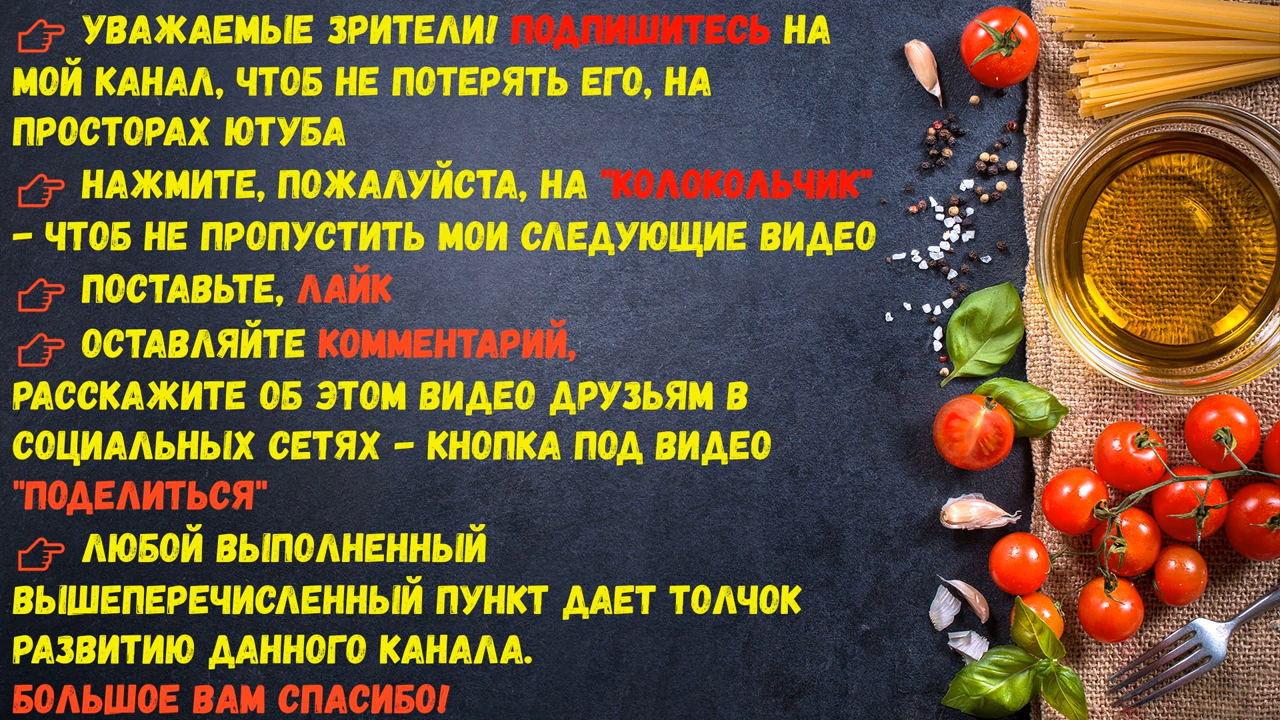 👉 УВАЖАЕМЫЕ ЗРИТЕЛИ! ПОДПИШИТЕСЬ НА
МОЙ КАНАЛ, ЧТОБ НЕ ПОТЕРЯТЬ ЕГО, НА
ПРОСТОРАХ ЮТУБА
👉 НАЖМИТЕ, ПОЖАЛУЙСТА, НА "КОЛОКОЛЬЧИК"
– ЧТОБ НЕ ПРОПУСТИТЬ МОИ СЛЕДУЮЩИЕ ВИДЕО
👉 ПОСТАВЬТЕ, ЛАЙК
👉 ОСТАВЛЯЙТЕ КОММЕНТАРИЙ,
РАССКАЖИТЕ ОБ ЭТОМ ВИДЕО ДРУЗЬЯМ В
СОЦИАЛЬНЫХ СЕТЯХ – КНОПКА ПОД ВИДЕО
"ПОДЕЛИТЬСЯ"
👉 ЛЮБОЙ ВЫПОЛНЕННЫЙ
ВЫШЕПЕРЕЧИСЛЕННЫЙ ПУНКТ ДАЕТ ТОЛЧОК
РАЗВИТИЮ ДАННОГО КАНАЛА.
БОЛЬШОЕ ВАМ СПАСИБО!